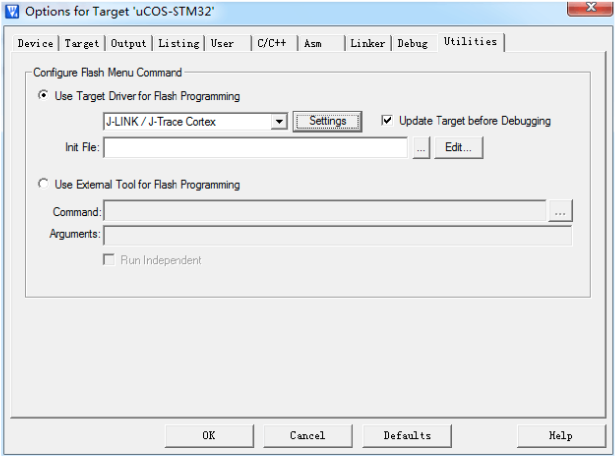 Options for Target 'uCOS-STM32'
Device Target Output Listing User C/C++ Asm Linker Debug Utilities
Configure Flash Menu Command
Use Target Driver for Flash Programming
J-LINK / J-Trace Cortex Settings Update Target before Debugging
Init File: ... Edit...
Use External Tool for Flash Programming
Command: ...
Arguments:
Run Independent
OK Cancel Defaults Help